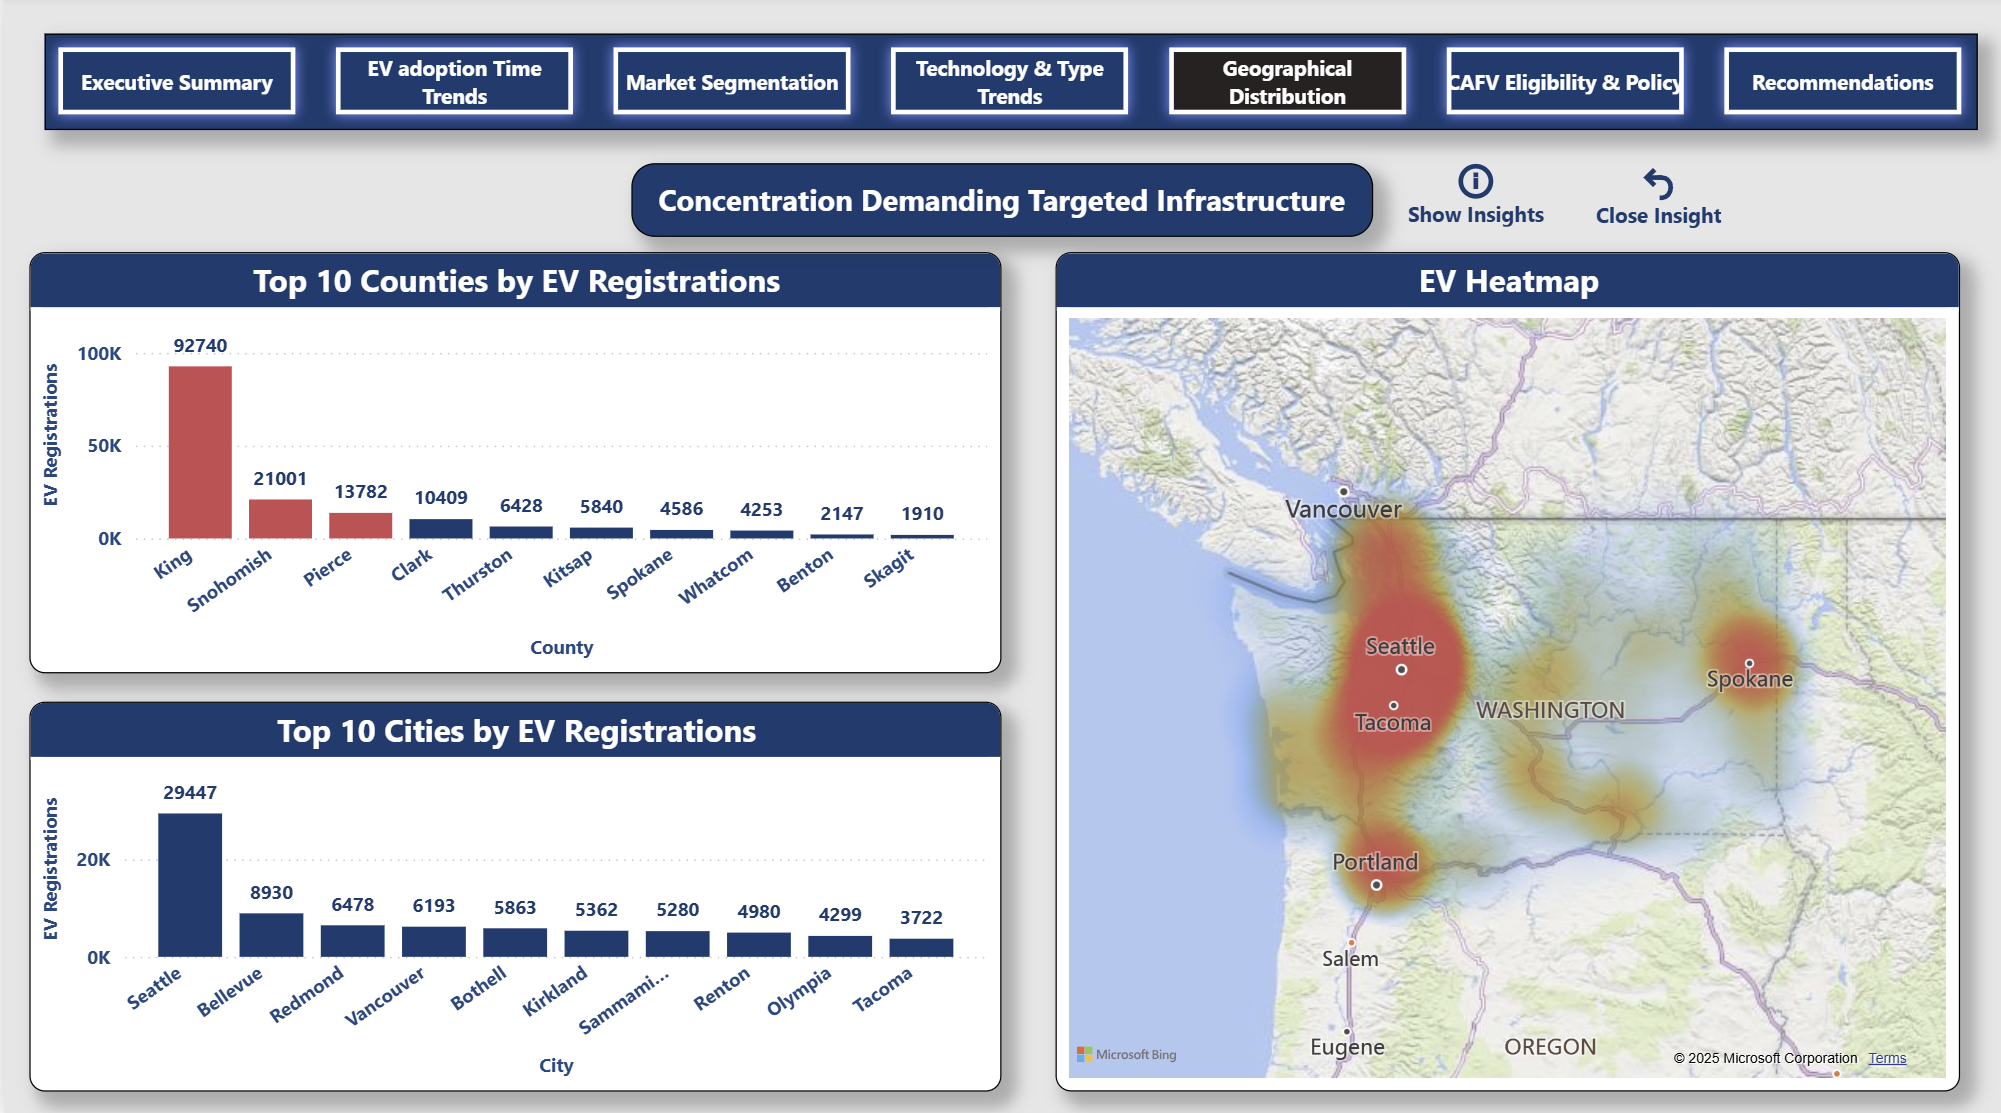 Executive Summary
EV adoption Time
Trends
Market Segmentation
Technology & Type
Trends
Geographical
Distribution
CAFV Eligibility & Policy
Recommendations
Concentration Demanding Targeted Infrastructure
Show Insights
Close Insight
Top 10 Counties by EV Registrations
EV Registrations
100K
50K
0K
92740
21001
13782
10409
6428
5840
4586
4253
2147
1910
King
Snohomish
Pierce
Clark
Thurston
Kitsap
Spokane
Whatcom
Benton
Skagit
County
Top 10 Cities by EV Registrations
EV Registrations
20K
0K
29447
8930
6478
6193
5863
5362
5280
4980
4299
3722
Seattle
Bellevue
Redmond
Vancouver
Bothell
Kirkland
Sammami...
Renton
Olympia
Tacoma
City
EV Heatmap
Vancouver
Seattle
Tacoma
WASHINGTON
Spokane
Portland
Salem
Eugene
OREGON
Microsoft Bing
© 2025 Microsoft Corporation Terms